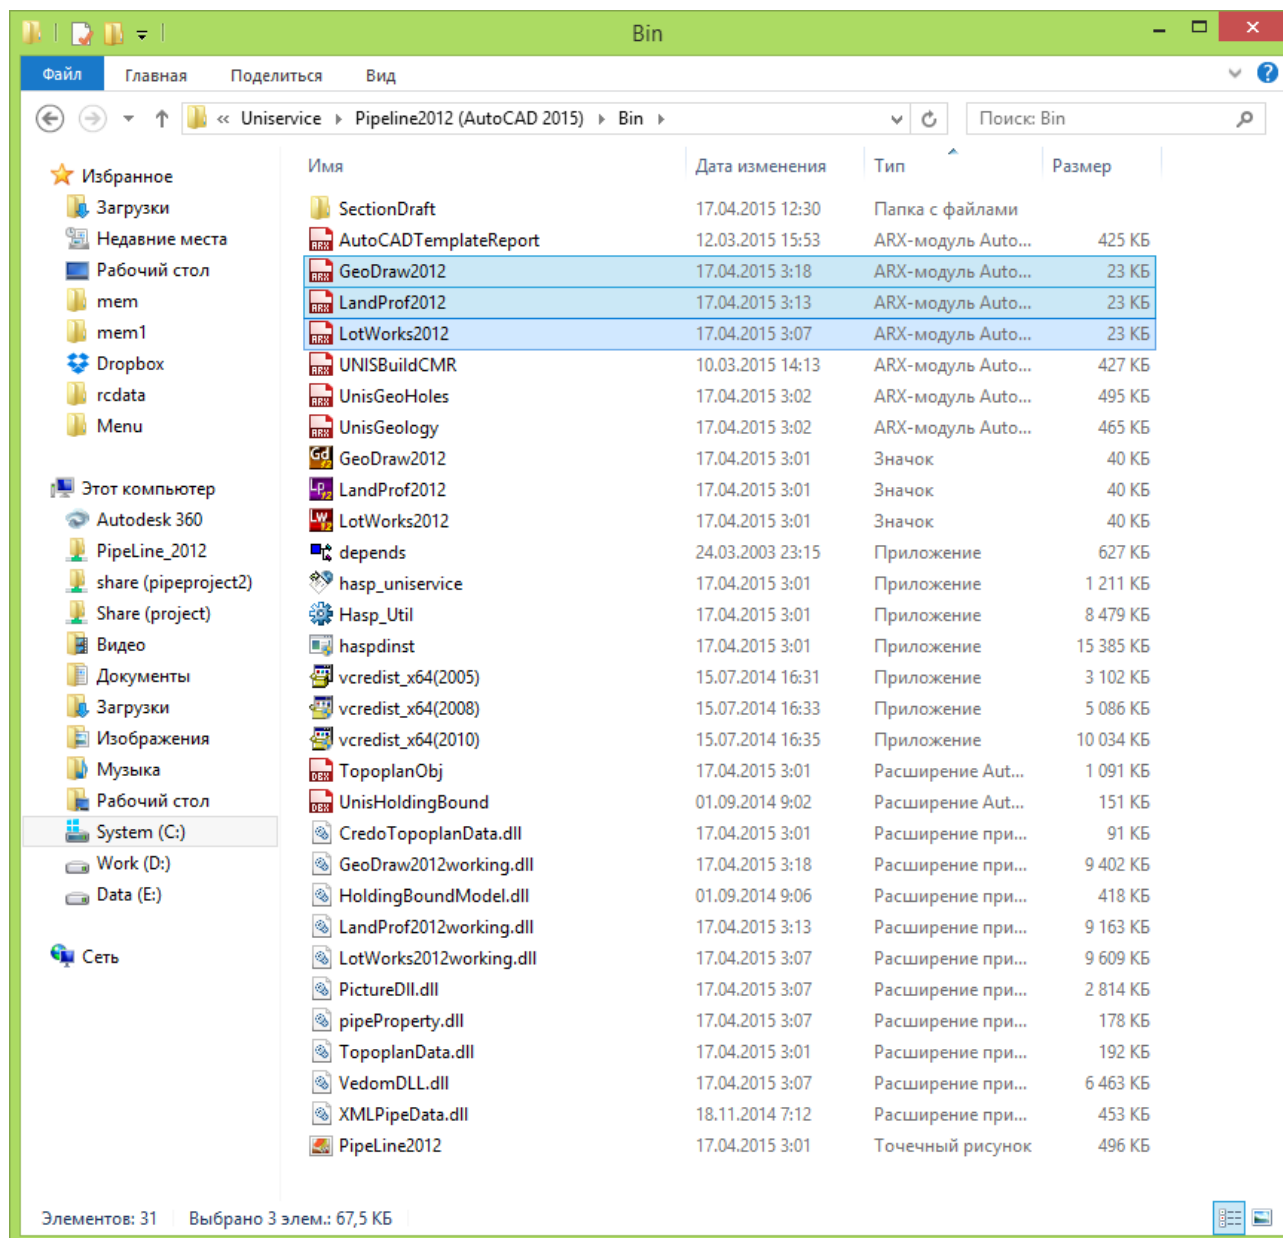 Bin
Файл Главная Поделиться Вид
« Uniservice Pipeline2012 (AutoCAD 2015) Bin Поиск: Bin
Имя Дата изменения Тип Размер
Избранное
Загрузки
Недавние места
Рабочий стол
mem
mem1
Dropbox
rcdata
Menu
Этот компьютер
Autodesk 360
PipeLine_2012
share (pipeproject2)
Share (project)
Видео
Документы
Загрузки
Изображения
Музыка
Рабочий стол
System (C:)
Work (D:)
Data (E:)
Сеть
SectionDraft 17.04.2015 12:30 Папка с файлами
AutoCADTemplateReport 12.03.2015 15:53 ARX-модуль Auto... 425 КБ
GeoDraw2012 17.04.2015 3:18 ARX-модуль Auto... 23 КБ
LandProf2012 17.04.2015 3:13 ARX-модуль Auto... 23 КБ
LotWorks2012 17.04.2015 3:07 ARX-модуль Auto... 23 КБ
UNISBuildCMR 10.03.2015 14:13 ARX-модуль Auto... 427 КБ
UnisGeoHoles 17.04.2015 3:02 ARX-модуль Auto... 495 КБ
UnisGeology 17.04.2015 3:02 ARX-модуль Auto... 465 КБ
GeoDraw2012 17.04.2015 3:01 Значок 40 КБ
LandProf2012 17.04.2015 3:01 Значок 40 КБ
LotWorks2012 17.04.2015 3:01 Значок 40 КБ
depends 24.03.2003 23:15 Приложение 627 КБ
hasp_uniservice 17.04.2015 3:01 Приложение 1 211 КБ
Hasp_Util 17.04.2015 3:01 Приложение 8 479 КБ
haspdinst 17.04.2015 3:01 Приложение 15 385 КБ
vcredist_x64(2005) 15.07.2014 16:31 Приложение 3 102 КБ
vcredist_x64(2008) 15.07.2014 16:33 Приложение 5 086 КБ
vcredist_x64(2010) 15.07.2014 16:35 Приложение 10 034 КБ
TopoplanObj 17.04.2015 3:01 Расширение Aut... 1 091 КБ
UnisHoldingBound 01.09.2014 9:02 Расширение Aut... 151 КБ
CredoTopoplanData.dll 17.04.2015 3:01 Расширение при... 91 КБ
GeoDraw2012working.dll 17.04.2015 3:18 Расширение при... 9 402 КБ
HoldingBoundModel.dll 01.09.2014 9:06 Расширение при... 418 КБ
LandProf2012working.dll 17.04.2015 3:13 Расширение при... 9 163 КБ
LotWorks2012working.dll 17.04.2015 3:07 Расширение при... 9 609 КБ
PictureDll.dll 17.04.2015 3:07 Расширение при... 2 814 КБ
pipeProperty.dll 17.04.2015 3:07 Расширение при... 178 КБ
TopoplanData.dll 17.04.2015 3:01 Расширение при... 192 КБ
VedomDLL.dll 17.04.2015 3:07 Расширение при... 6 463 КБ
XMLPipeData.dll 18.11.2014 7:12 Расширение при... 453 КБ
PipeLine2012 17.04.2015 3:01 Точечный рисунок 496 КБ
Элементов: 31 Выбрано 3 элем.: 67,5 КБ